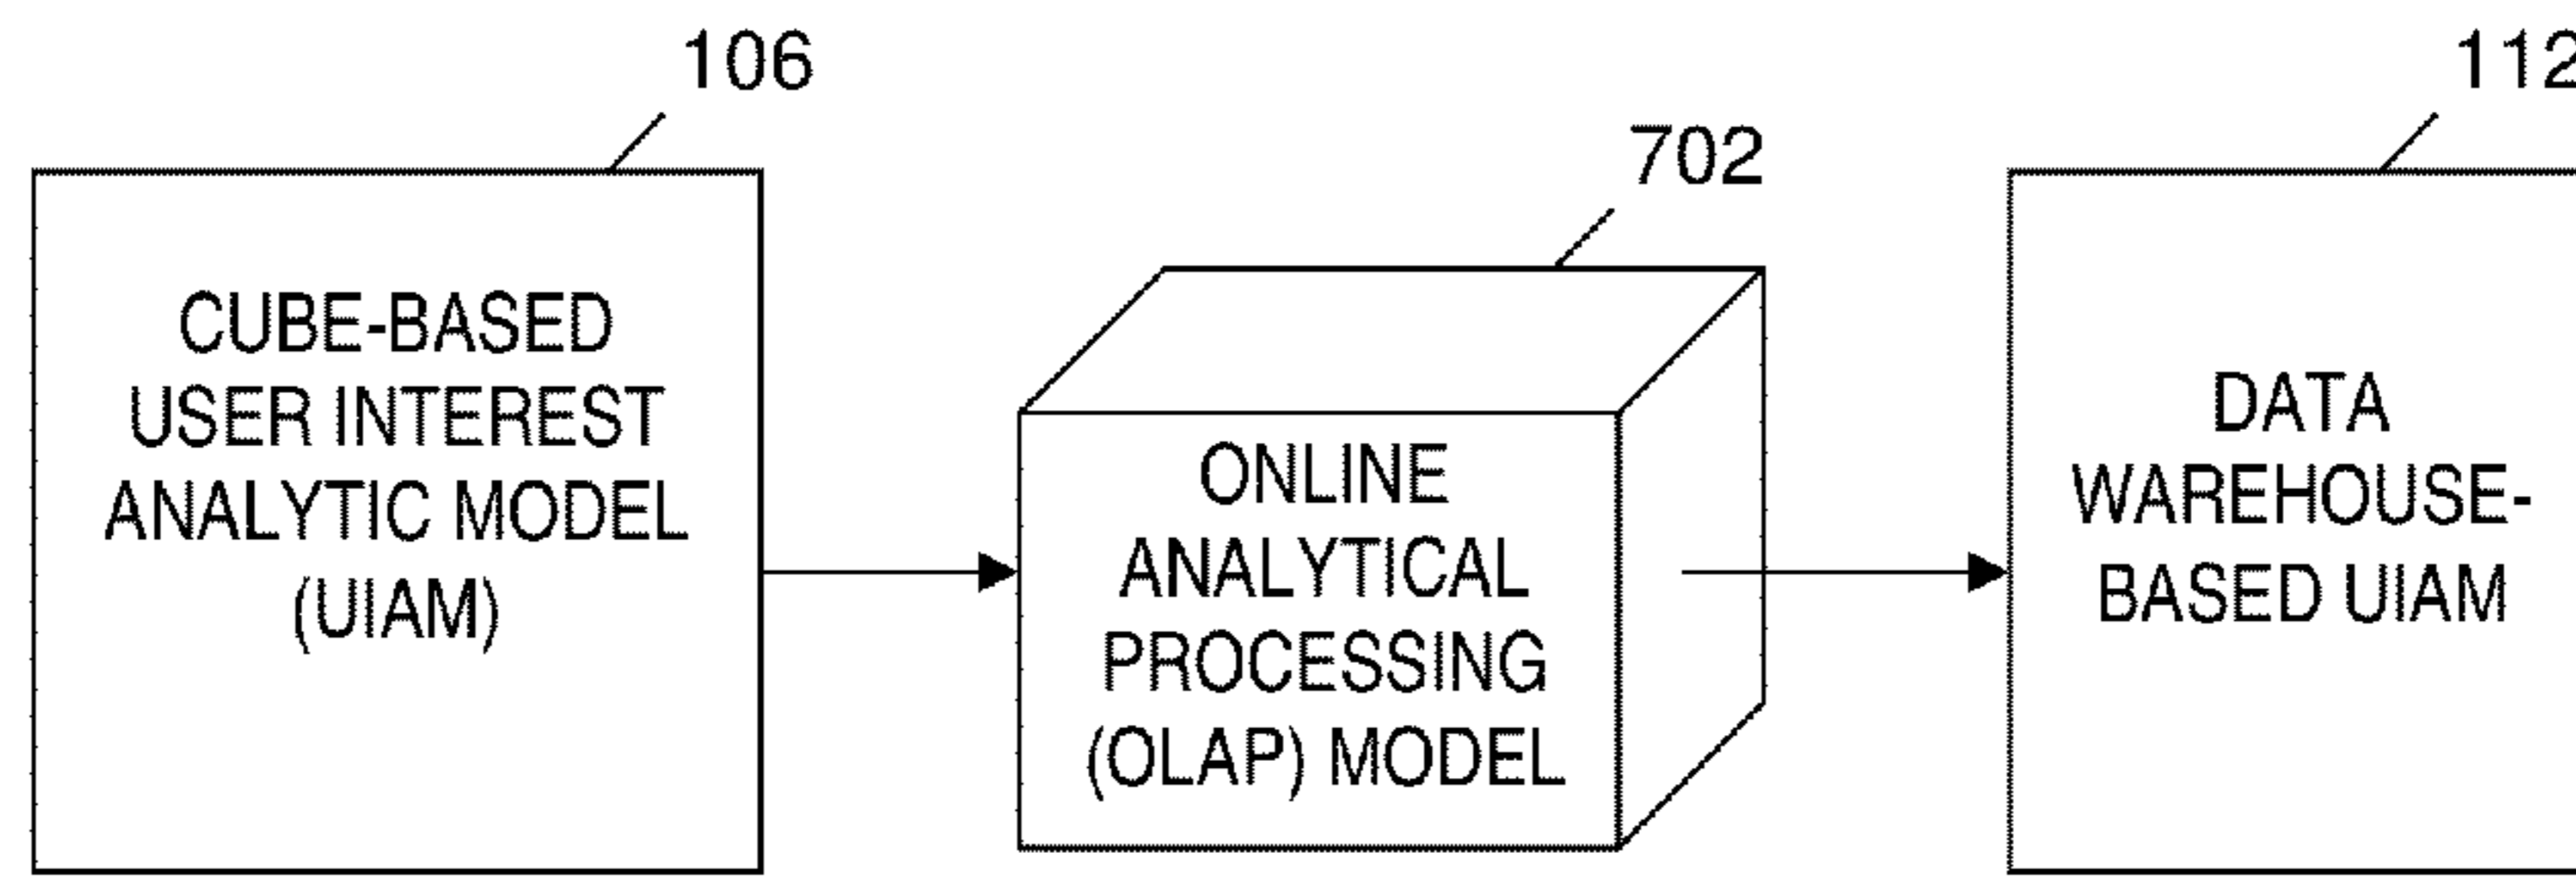 106
CUBE-BASED
USER INTEREST
ANALYTIC MODEL
(UIAM)
702
ONLINE
ANALYTICAL
PROCESSING
(OLAP) MODEL
112
DATA
WAREHOUSE-
BASED UIAM